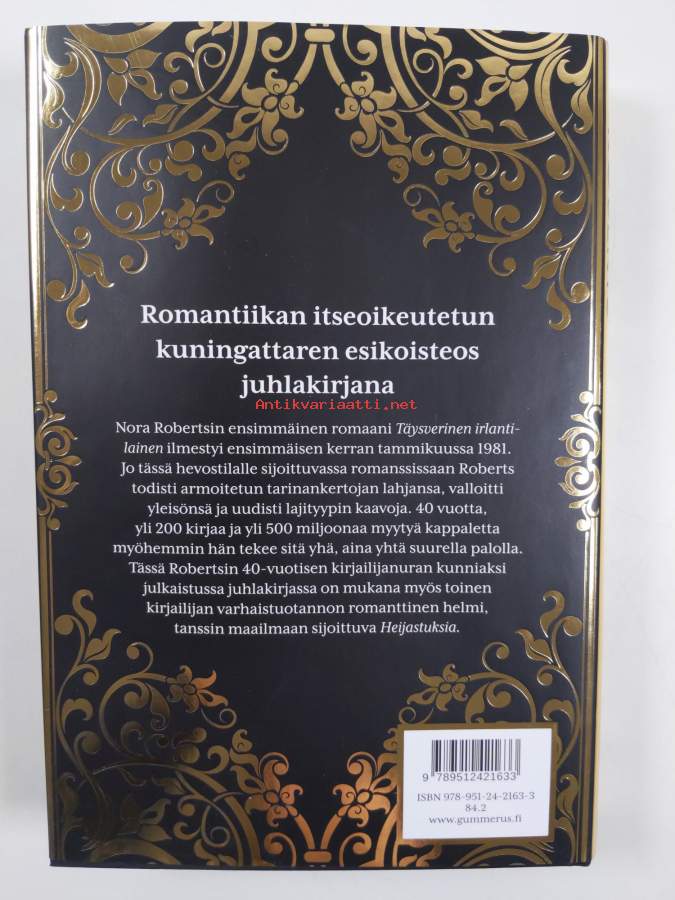 Romantiikan itseoikeutetun
kuningattaren esikoisteos
juhlakirjana
Antikvariaatti.net
Nora Robertsin ensimmäinen romaani Täysverinen irlanti-
lainen ilmestyi ensimmäisen kerran tammikuussa 1981.
Jo tässä hevostilalle sijoittuvassa romanssissaan Roberts
todisti armoitetun tarinankertojan lahjansa, valloitti
yleisönsä ja uudisti lajityypin kaavoja. 40 vuotta,
yli 200 kirjaa ja yli 500 miljoonaa myytyä kappaletta
myöhemmin hän tekee sitä yhä, aina yhtä suurella palolla.
Tässä Robertsin 40-vuotisen kirjailijanuran kunniaksi
julkaistussa juhlakirjassa on mukana myös toinen
kirjailijan varhaistuotannon romanttinen helmi,
tanssin maailmaan sijoittuva Heijastuksia.
9 789512421633
ISBN 978-951-24-2163-3
84.2
www.gummerus.fi